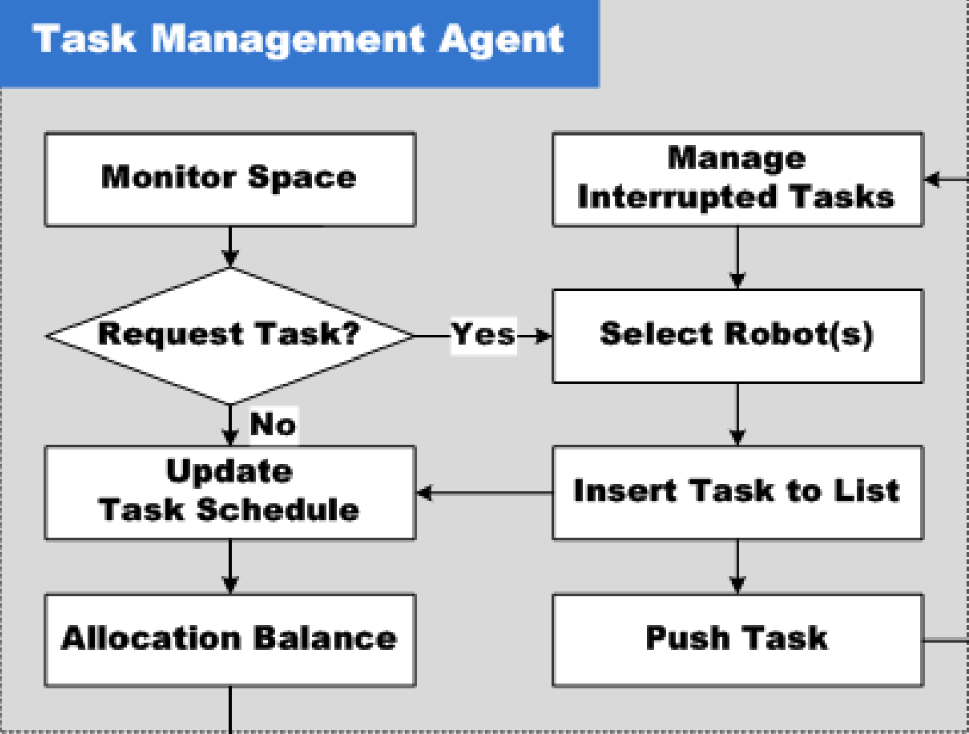 Task Management Agent
Monitor Space
Manage
Interrupted Tasks
Request Task?
Yes
Select Robot(s)
No
Update
Task Schedule
Insert Task to List
Allocation Balance
Push Task